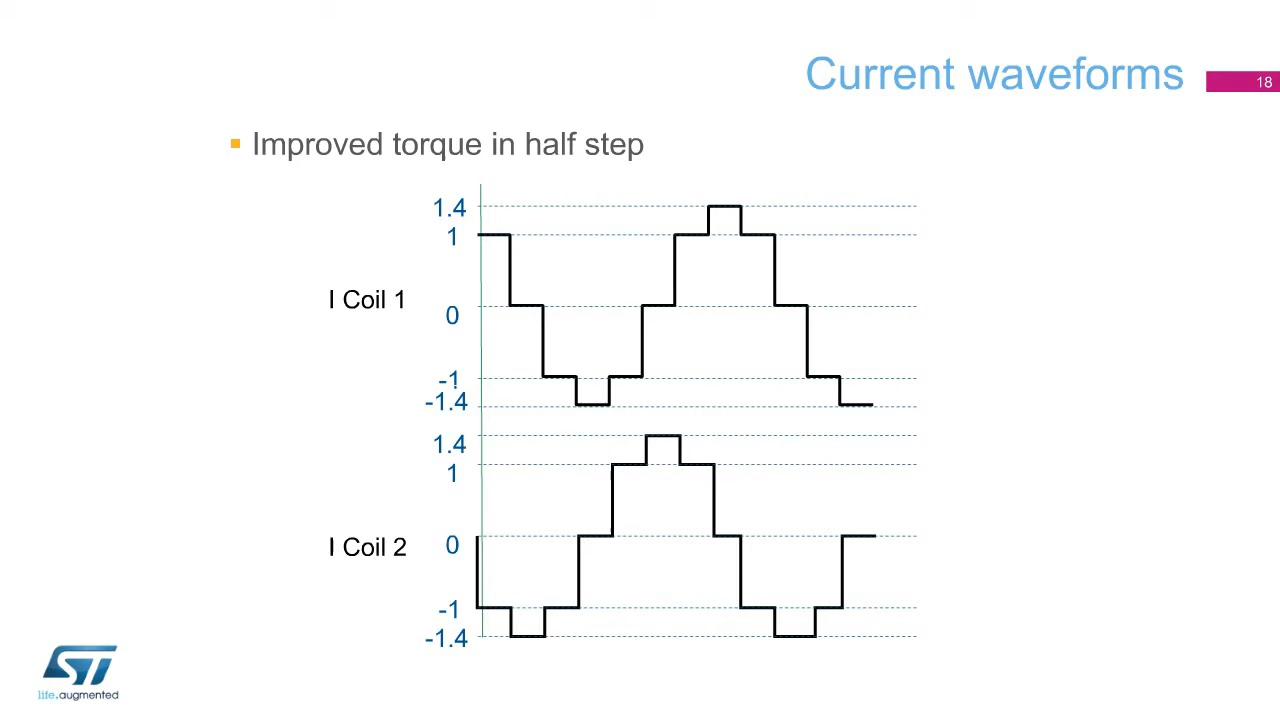 Current waveforms
18
Improved torque in half step
1.4
1
I Coil 1
0
-1
-1.4
1.4
1
I Coil 2
0
-1
-1.4
ST
life.augmented